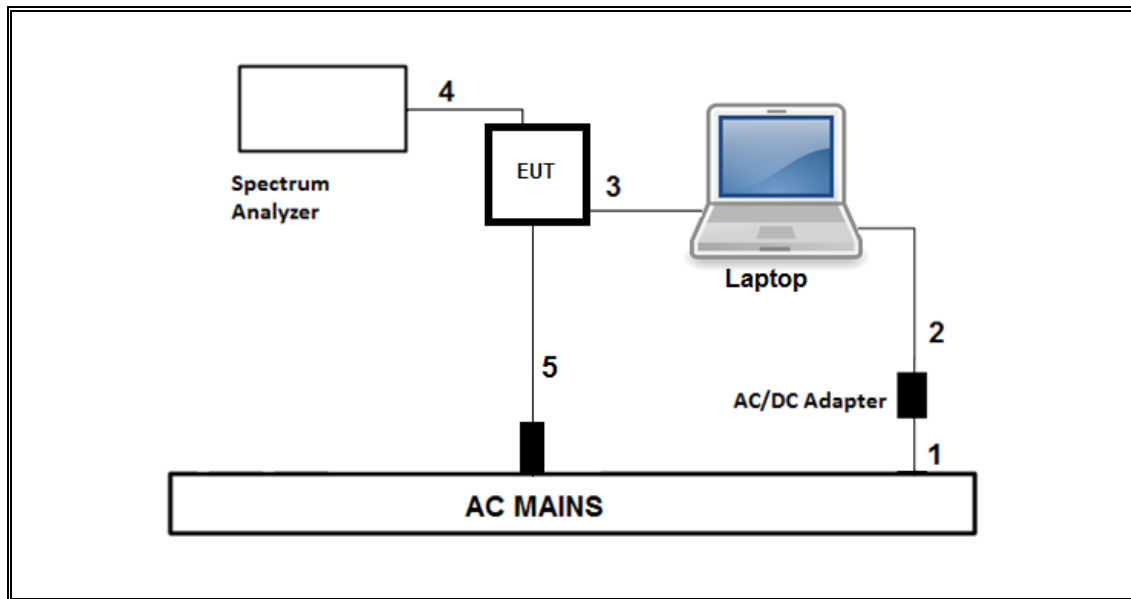 4
EUT
Spectrum
Analyzer
3
Laptop
2
5
AC/DC Adapter
1
AC MAINS